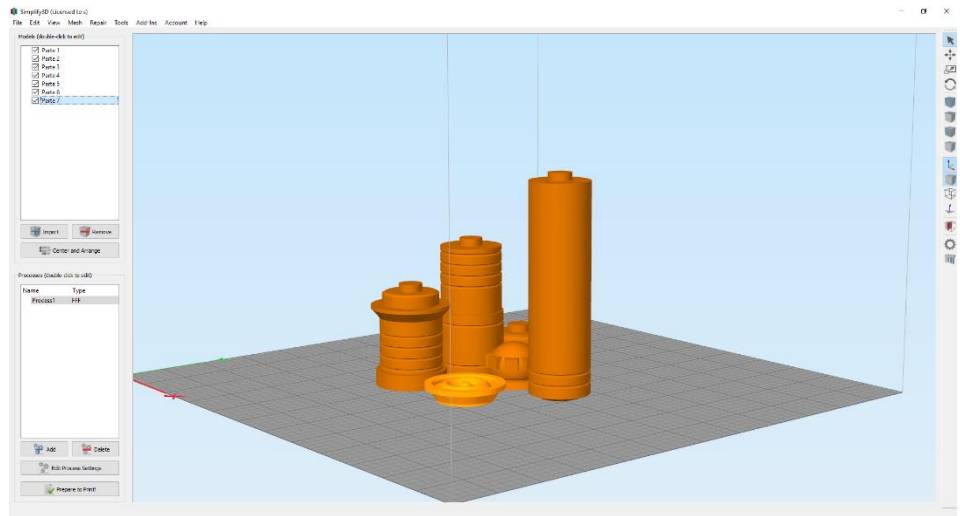 Simplify3D (Licensed to s)
File Edit View Mesh Repair Tools Add-Ins Account Help
Models (double-click to edit)
Parte 1
Parte 2
Parte 3
Parte 4
Parte 5
Parte 6
Parte 7
Import Remove
Center and Arrange
Processes (double-click to edit)
Name Type
Process1 FFF
Add Delete
Edit Process Settings
Prepare to Print!